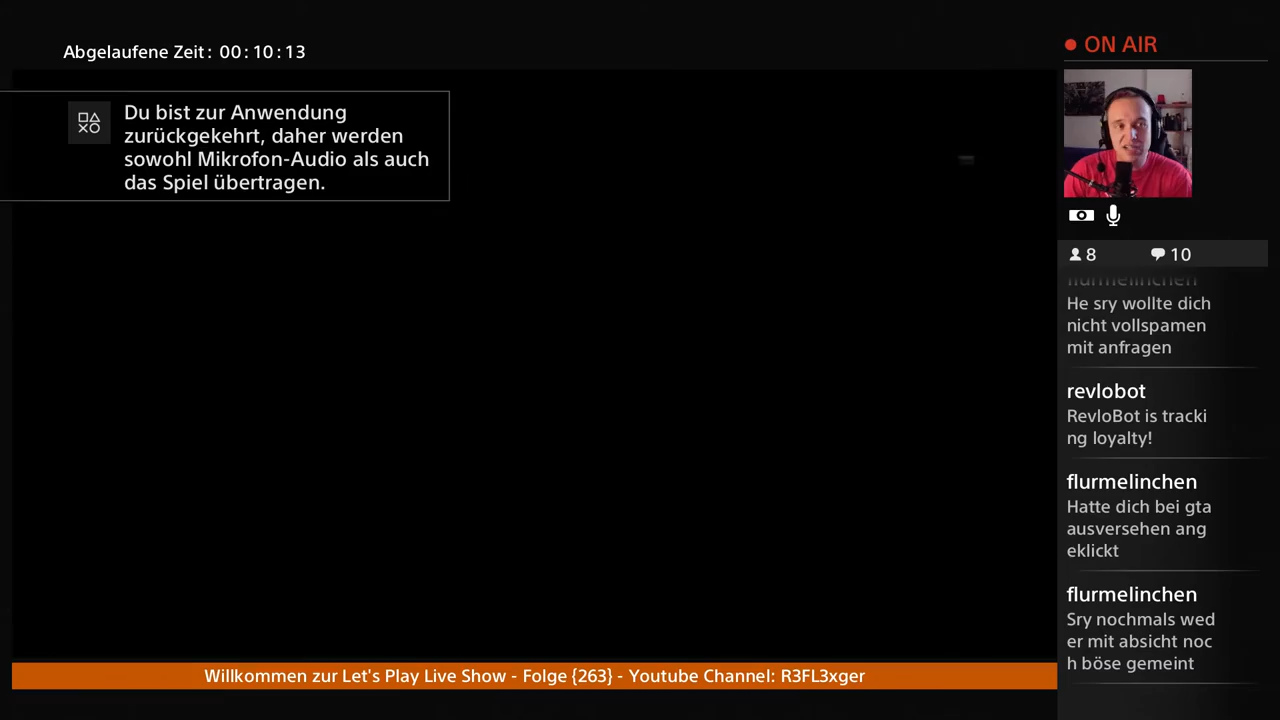 Abgelaufene Zeit: 00:10:13
Du bist zur Anwendung
zurückgekehrt, daher werden
sowohl Mikrofon-Audio als auch
das Spiel übertragen.
ON AIR
8 10
flurmelinchen
He sry wollte dich
nicht vollspamen
mit anfragen
revlobot
RevloBot is tracki
ng loyalty!
flurmelinchen
Hatte dich bei gta
ausversehen ang
eklickt
flurmelinchen
Sry nochmals wed
er mit absicht noc
h böse gemeint
Willkommen zur Let's Play Live Show - Folge {263} - Youtube Channel: R3FL3xger